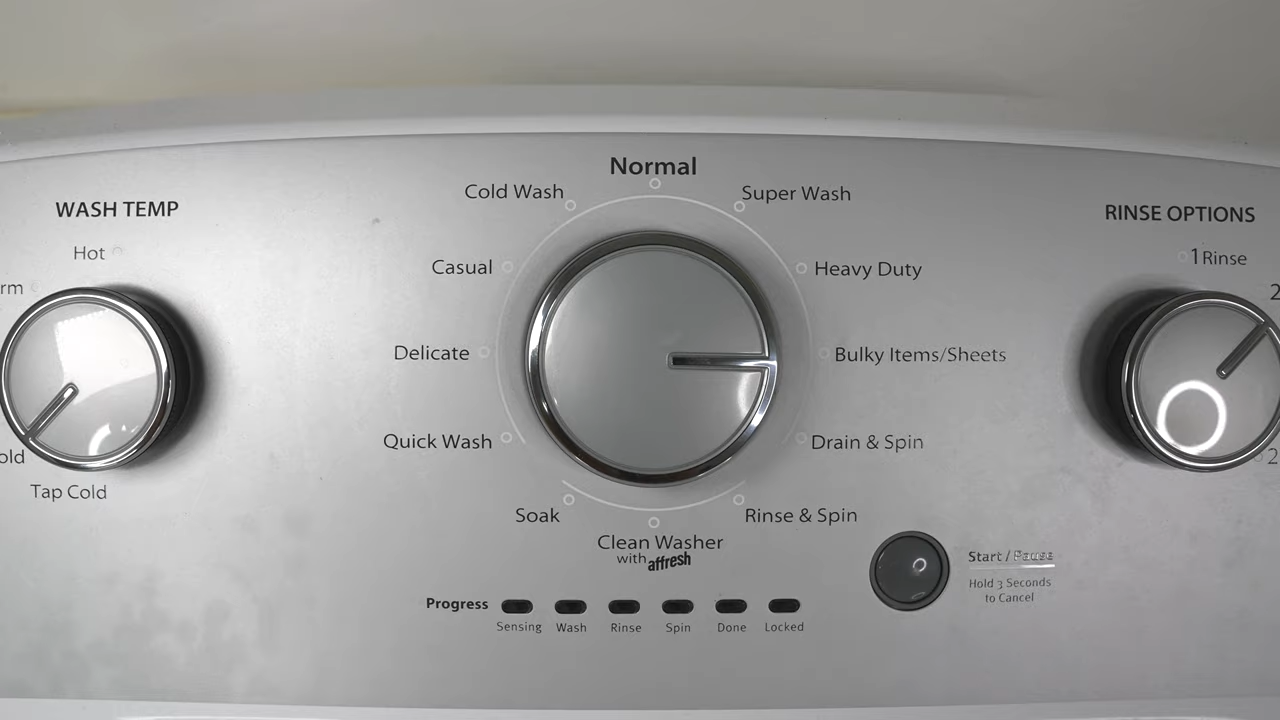 Normal
Cold Wash
Super Wash
WASH TEMP
RINSE OPTIONS
Hot
1 Rinse
Casual
Heavy Duty
rm
2
Delicate
Bulky Items/Sheets
Quick Wash
Drain & Spin
old
2
Tap Cold
Soak
Rinse & Spin
Clean Washer
with affresh
Start / Pause
Hold 3 Seconds
to Cancel
Progress
Sensing Wash Rinse Spin Done Locked